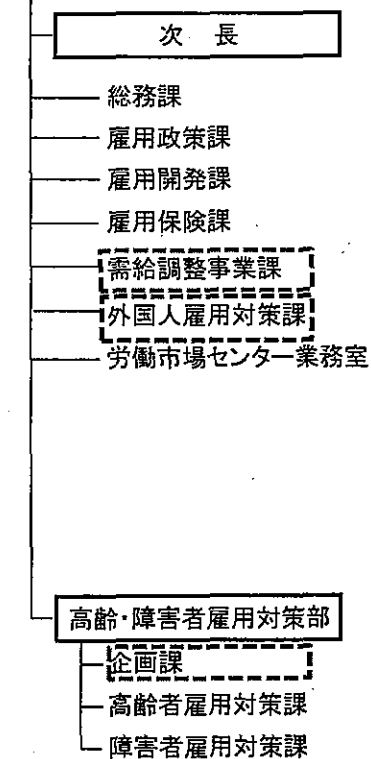 次 長
総務課
雇用政策課
雇用開発課
雇用保険課
需給調整事業課
外国人雇用対策課
労働市場センター業務室
高齢・障害者雇用対策部
企画課
高齢者雇用対策課
障害者雇用対策課